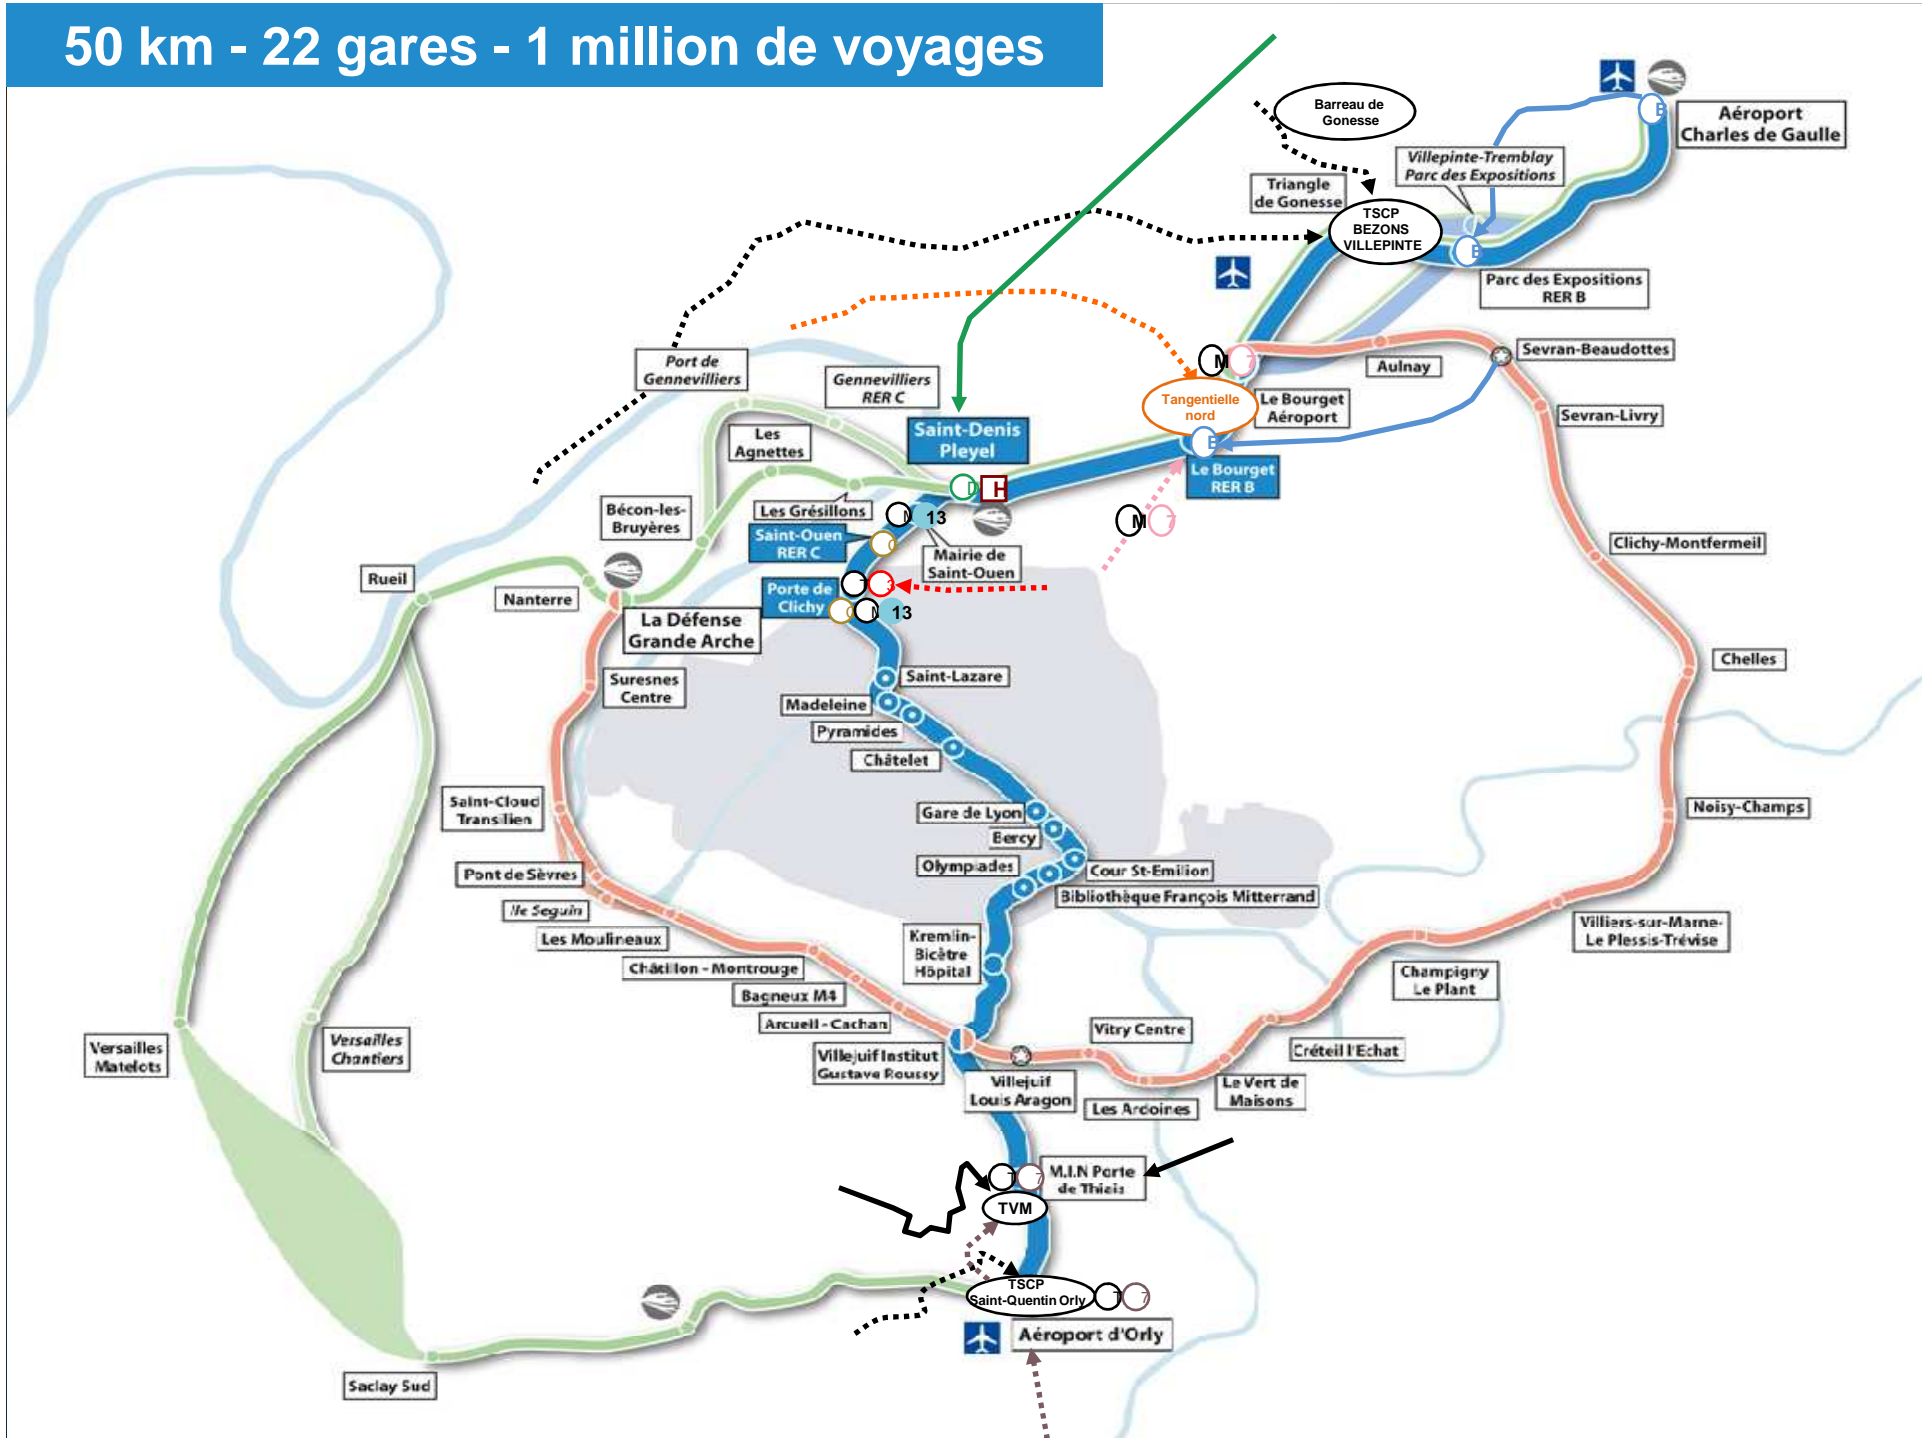 50 km - 22 gares - 1 million de voyages
Barreau de
Gonesse
Aéroport
Charles de Gaulle
Villepinte-Tremblay
Parc des Expositions
Triangle
de Gonesse
TSCP
BEZONS
VILLEPINTE
B
B
Parc des Expositions
RER B
Port de
Gennevilliers
Gennevilliers
RER C
M 7
Aulnay
Sevran-Beaudottes
Tangentielle
nord
Le Bourget
Aéroport
Sevran-Livry
Saint-Denis
Pleyel
Les
Agnettes
B
Le Bourget
RER B
D H
Bécon-les-
Bruyères
Les Grésillons
M 13
M 7
Saint-Ouen
RER C
C
Mairie de
Saint-Ouen
Clichy-Montfermeil
Rueil
Nanterre
Porte de
Clichy
T 3
C M 13
La Défense
Grande Arche
Chelles
Suresnes
Centre
Saint-Lazare
Madeleine
Pyramides
Châtelet
Saint-Cloud
Transilien
Gare de Lyon
Bercy
Noisy-Champs
Pont de Sèvres
Olympiades
Cour St-Emilion
Bibliothèque François Mitterrand
Ile Seguin
Les Moulineaux
Kremlin-
Bicêtre
Hôpital
Villiers-sur-Marne-
Le Plessis-Trévise
Châtillon - Montrouge
Champigny
Le Plant
Bagneux M4
Arcueil - Cachan
Vitry Centre
Versailles
Matelots
Versailles
Chantiers
Villejuif Institut
Gustave Roussy
Créteil l'Echat
Villejuif
Louis Aragon
Le Vert de
Maisons
Les Ardoines
T 7
M.I.N Porte
de Thiais
TVM
TSCP
Saint-Quentin Orly
T 7
Aéroport d'Orly
Saclay Sud